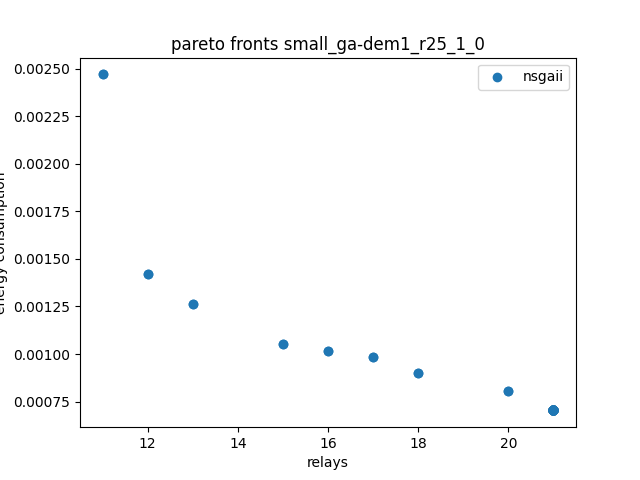 pareto fronts small_ga-dem1_r25_1_0
nsgaii
0.00250
0.00225
0.00200
0.00175
0.00150
0.00125
0.00100
0.00075
energy consumption
12 14 16 18 20
relays